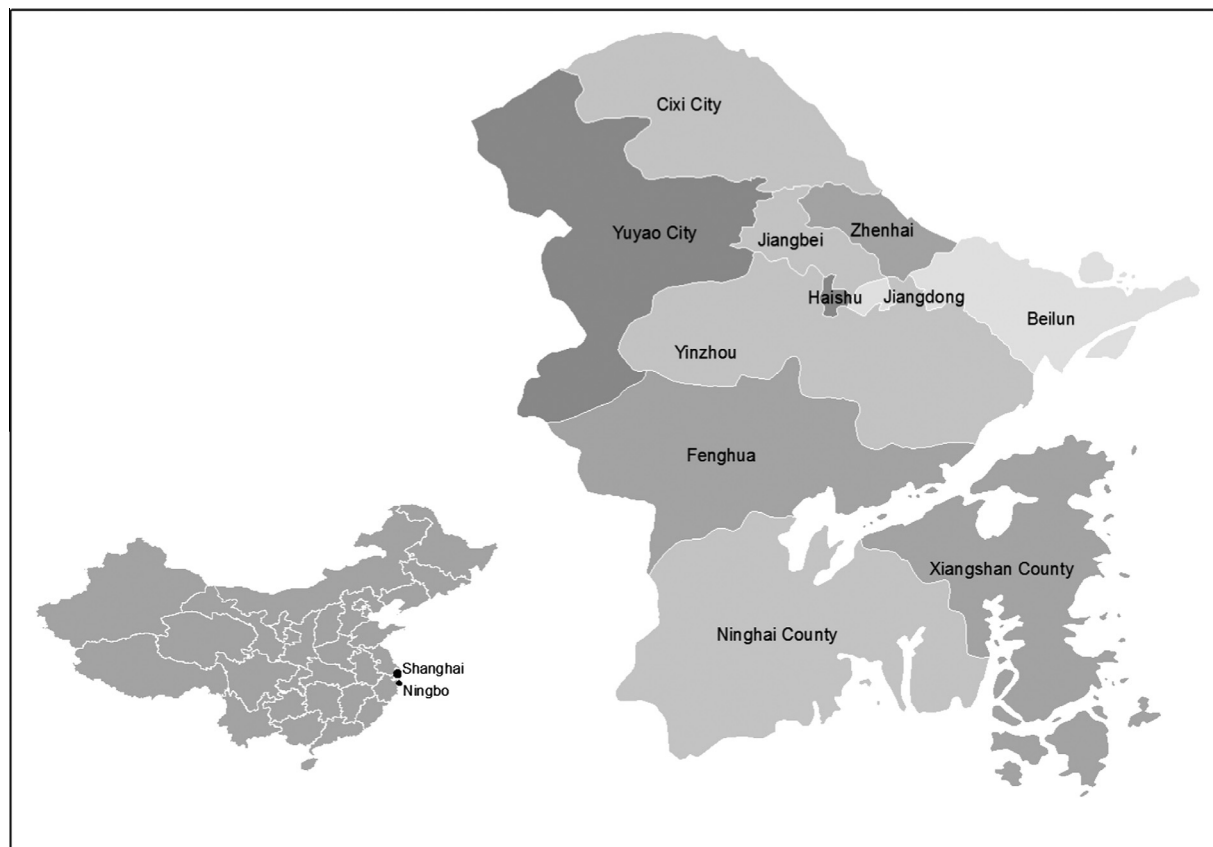 Cixi City
Yuyao City
Jiangbei
Zhenhai
Haishu
Jiangdong
Beilun
Yinzhou
Fenghua
Xiangshan County
Ninghai County
Shanghai
Ningbo